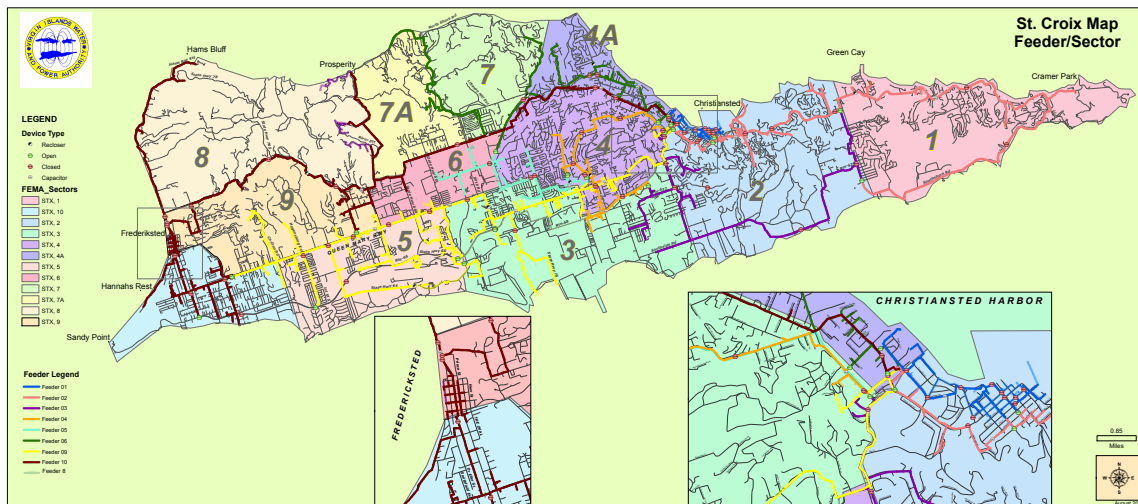 VIRGIN ISLANDS WATER
AND POWER AUTHORITY
St. Croix Map
Feeder/Sector
Hams Bluff
Prosperity
4A
Green Cay
Cramer Park
7
Christiansted
7A
LEGEND
Device Type
Recloser
Open
Closed
Capacitor
FEMA_Sectors
STX, 1
STX, 10
STX, 2
STX, 3
STX, 4
STX, 4A
STX, 5
STX, 6
STX, 7
STX, 7A
STX, 8
STX, 9
8
6
4
1
2
9
Frederiksted
QUEEN MARY HWY
5
3
Hannahs Rest
Sandy Point
CHRISTIANSTED HARBOR
FREDERICKSTED
Feeder Legend
Feeder 01
Feeder 02
Feeder 03
Feeder 04
Feeder 05
Feeder 06
Feeder 09
Feeder 10
Feeder 8
0.85
Miles
N
W
E
S